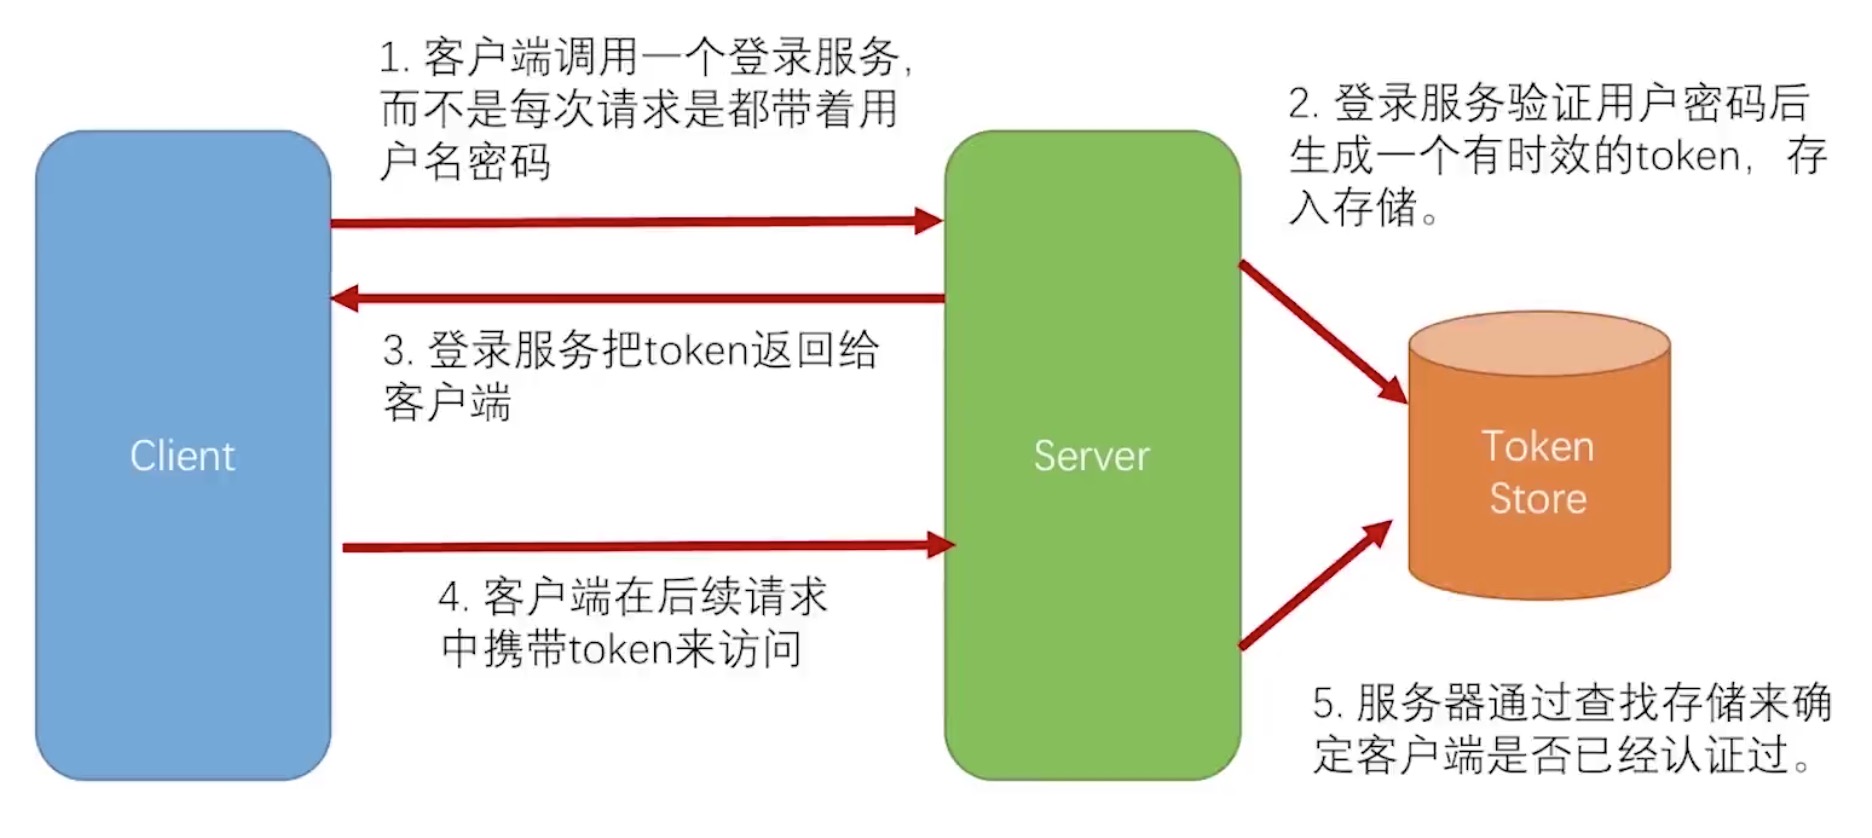 1. 客户端调用一个登录服务，
而不是每次请求是都带着用
户名密码
2. 登录服务验证用户密码后
生成一个有时效的token，存
入存储。
3. 登录服务把token返回给
客户端
Client
Server
Token
Store
4. 客户端在后续请求
中携带token来访问
5. 服务器通过查找存储来确
定客户端是否已经认证过。